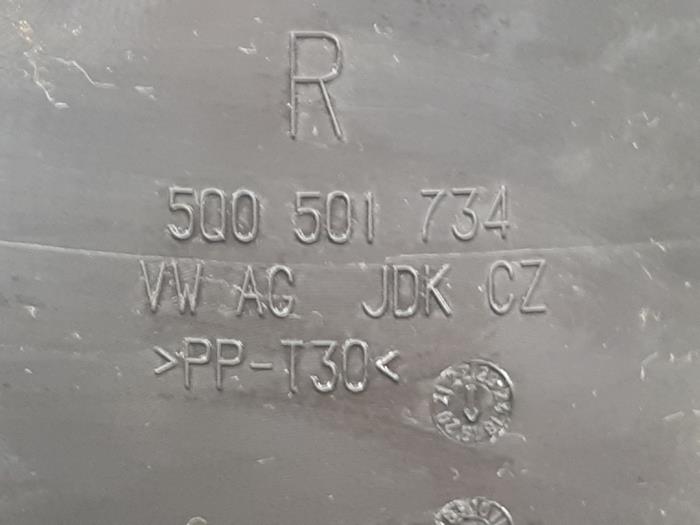 R
5Q0 501 734
VW AG JDK CZ
>PP-T30<